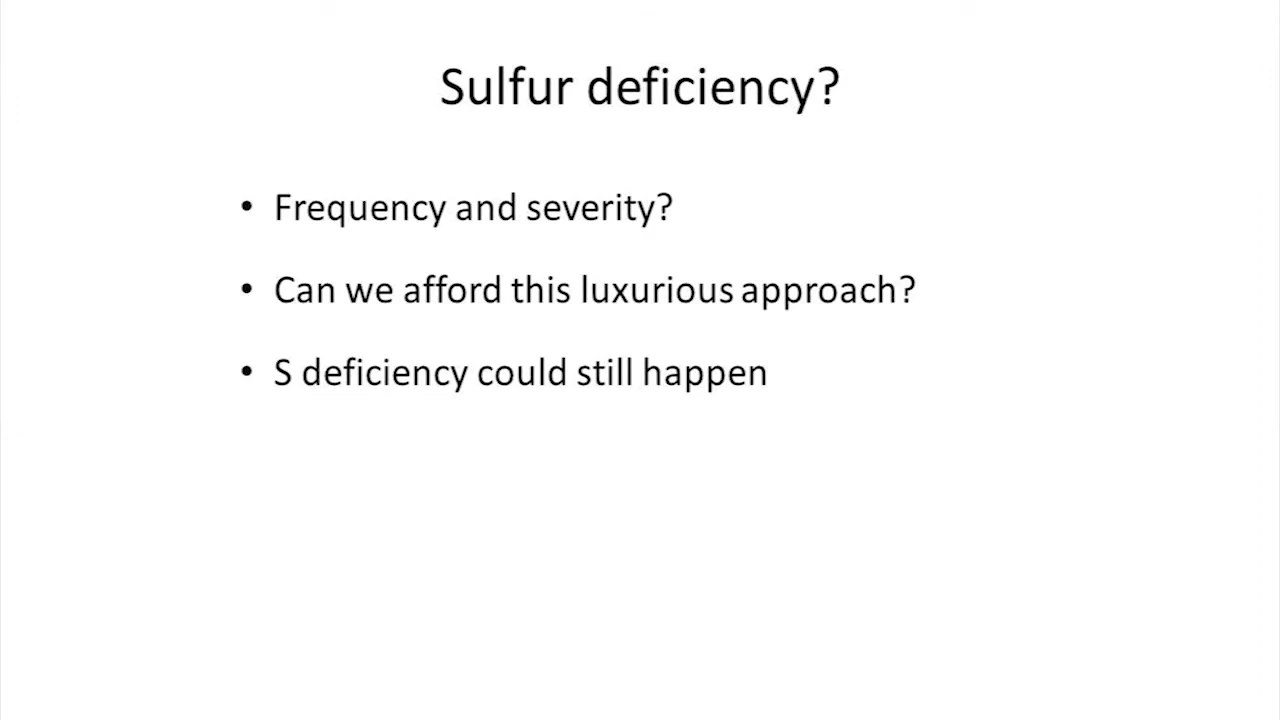 Sulfur deficiency?
• Frequency and severity?
• Can we afford this luxurious approach?
• S deficiency could still happen